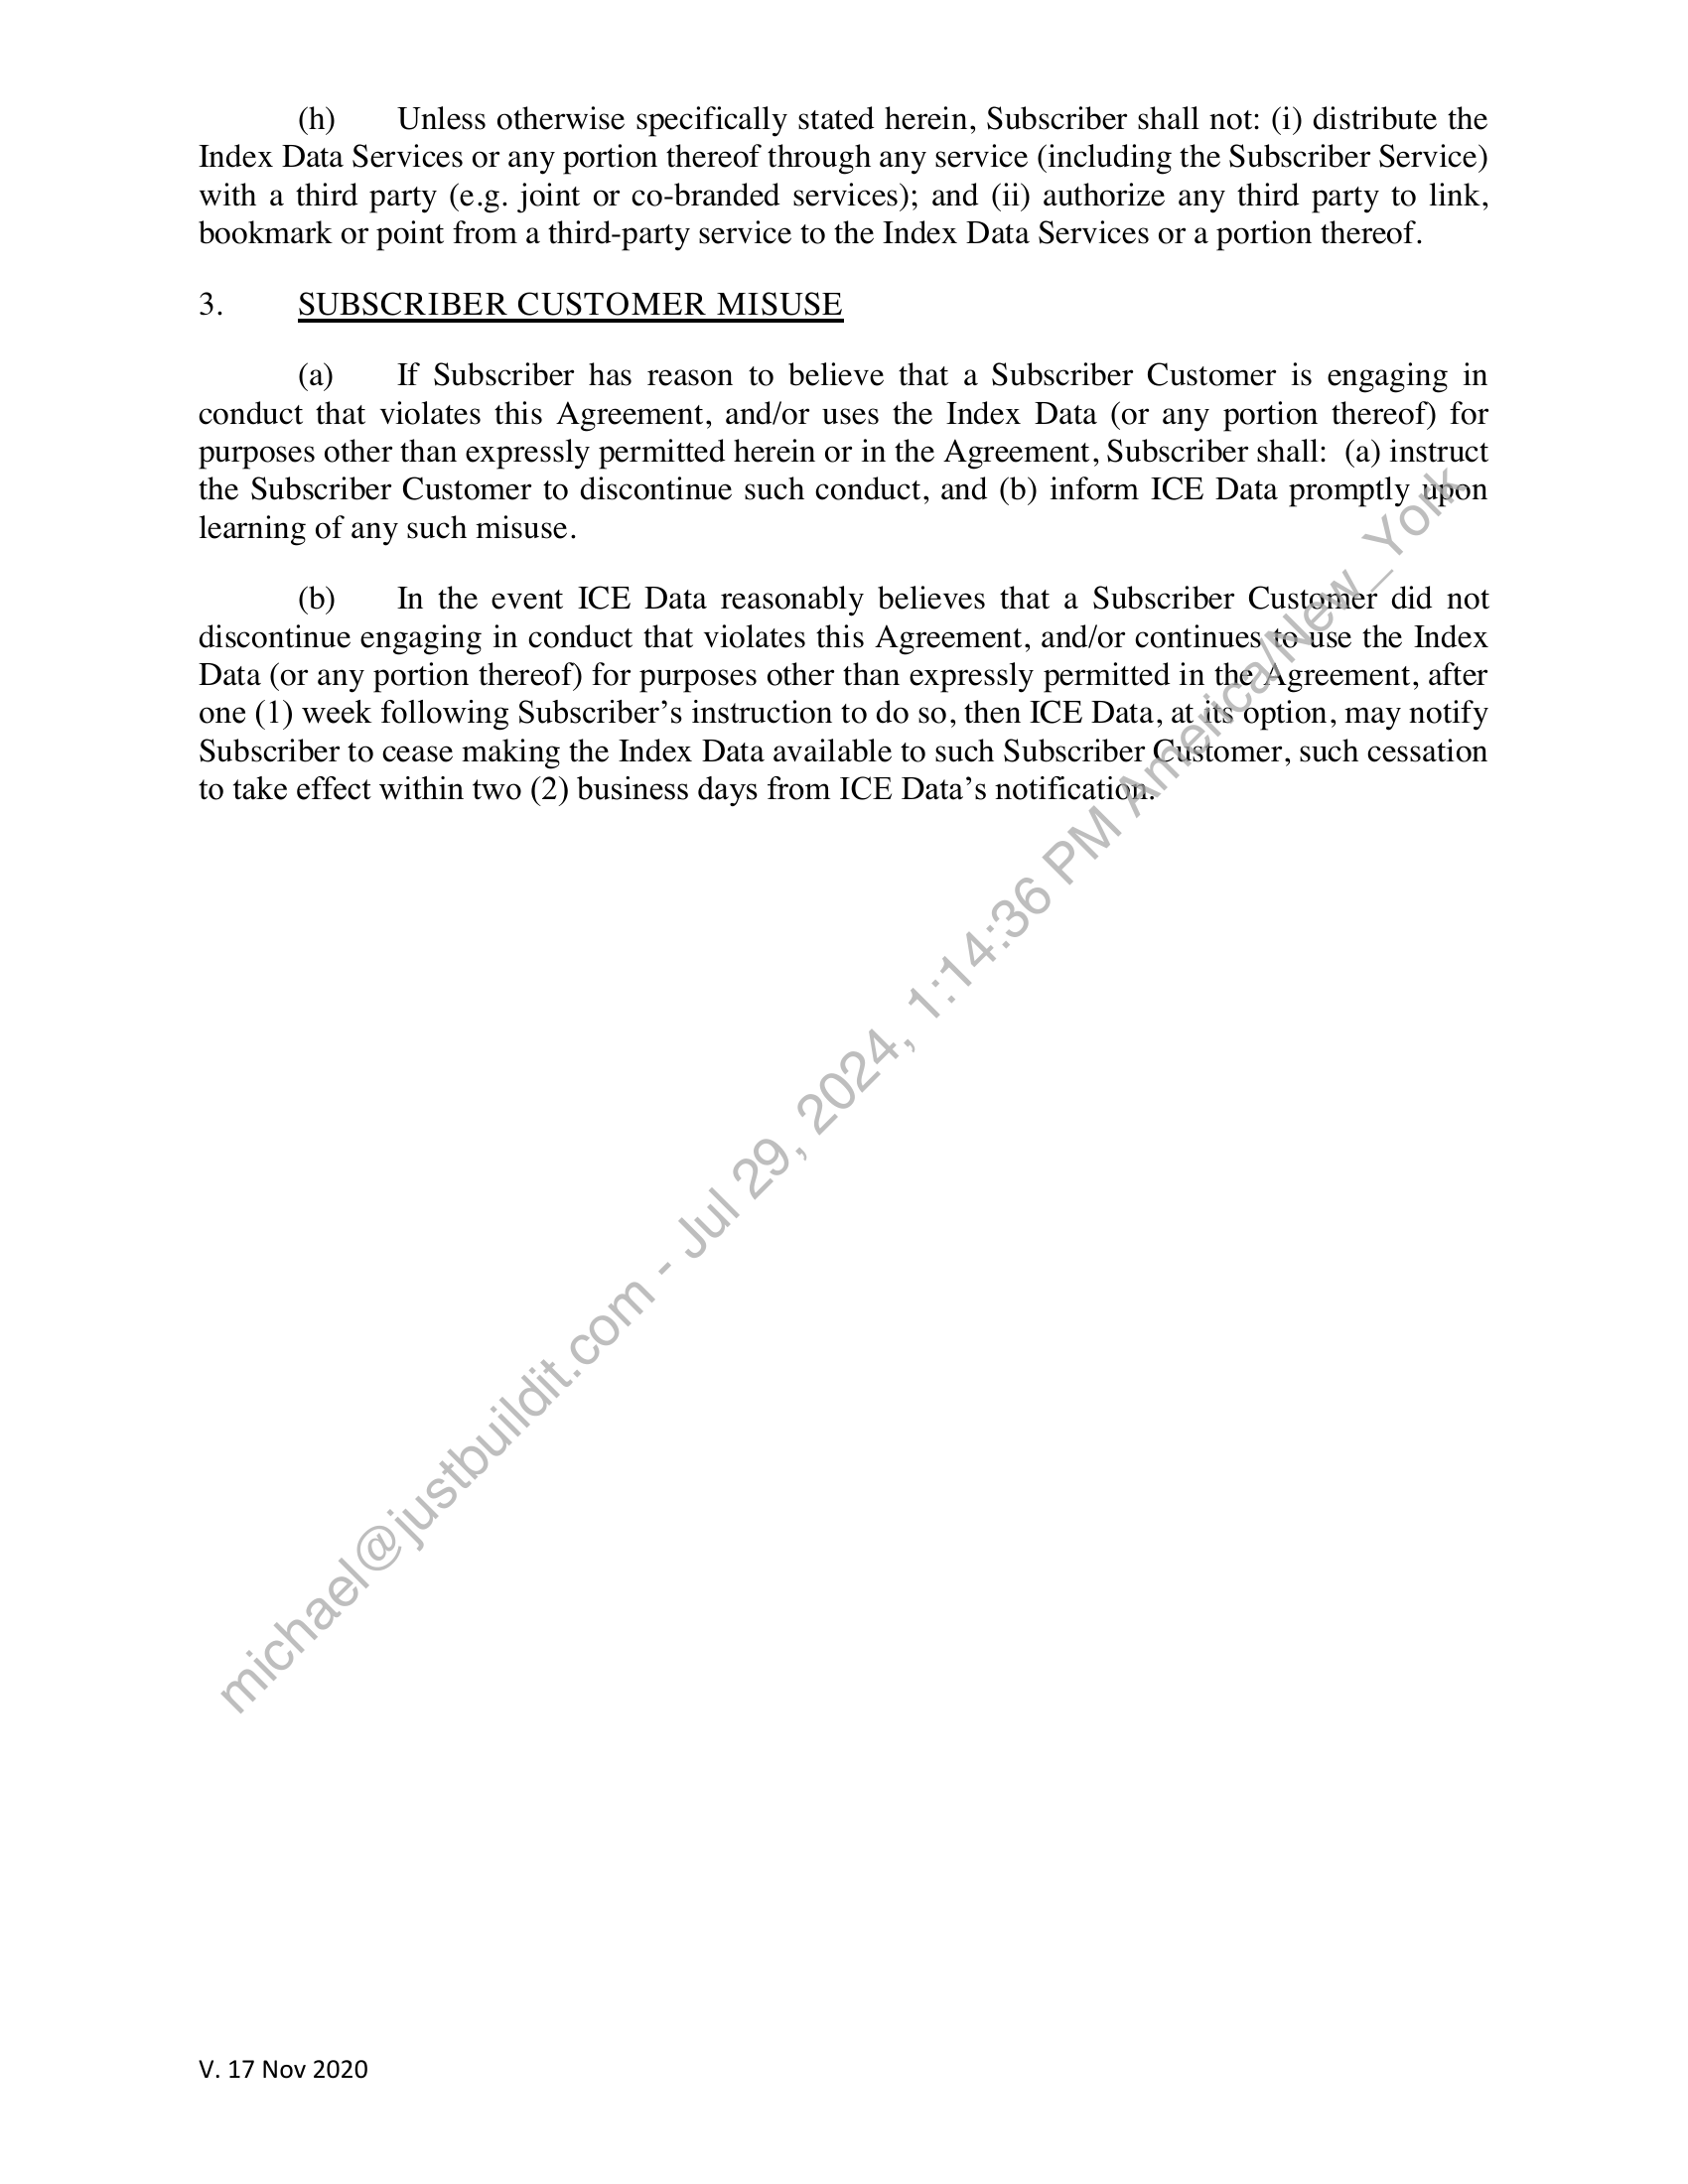 (h) Unless otherwise specifically stated herein, Subscriber shall not: (i) distribute the
Index Data Services or any portion thereof through any service (including the Subscriber Service)
with a third party (e.g. joint or co-branded services); and (ii) authorize any third party to link,
bookmark or point from a third-party service to the Index Data Services or a portion thereof.
3. SUBSCRIBER CUSTOMER MISUSE
(a) If Subscriber has reason to believe that a Subscriber Customer is engaging in
conduct that violates this Agreement, and/or uses the Index Data (or any portion thereof) for
purposes other than expressly permitted herein or in the Agreement, Subscriber shall: (a) instruct
the Subscriber Customer to discontinue such conduct, and (b) inform ICE Data promptly upon
learning of any such misuse.
(b) In the event ICE Data reasonably believes that a Subscriber Customer did not
discontinue engaging in conduct that violates this Agreement, and/or continues to use the Index
Data (or any portion thereof) for purposes other than expressly permitted in the Agreement, after
one (1) week following Subscriber’s instruction to do so, then ICE Data, at its option, may notify
Subscriber to cease making the Index Data available to such Subscriber Customer, such cessation
to take effect within two (2) business days from ICE Data’s notification.
michael@justbuildit.com - Jul 29, 2024, 1:14:36 PM America/New_York
V. 17 Nov 2020